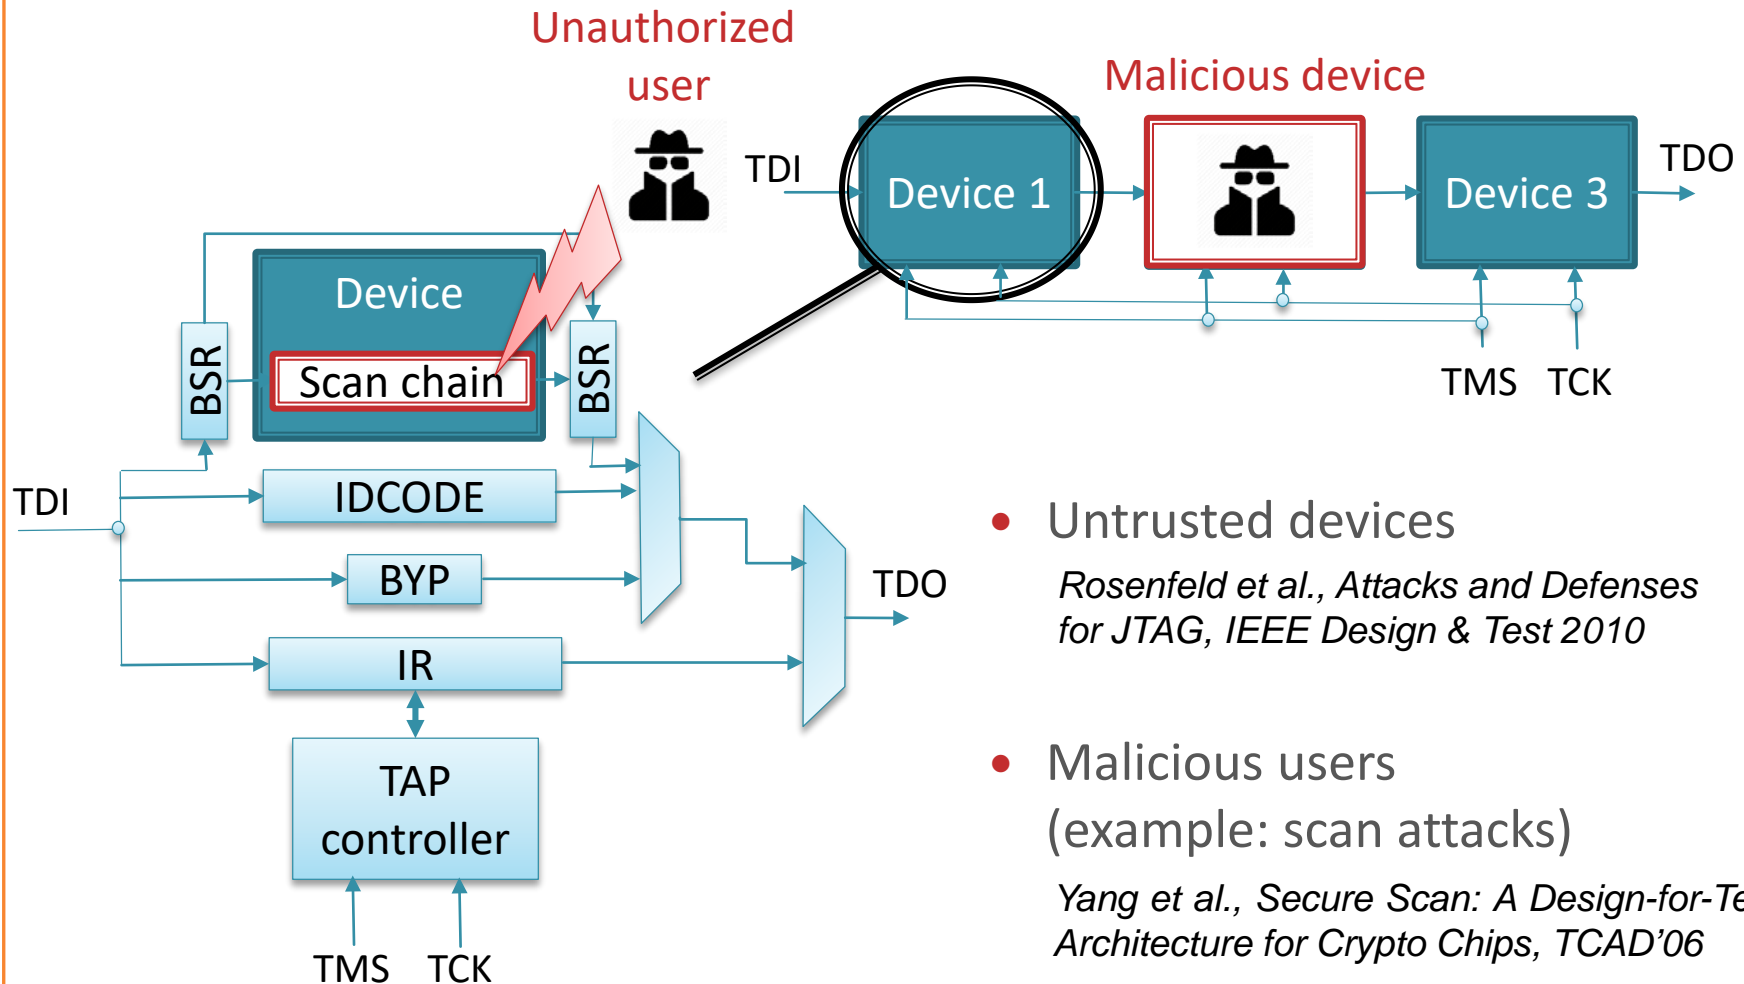 Unauthorized
user
Malicious device
TDI
Device 1
Device 3
TDO
TMS TCK
Device
Scan chain
BSR
BSR
TDI
IDCODE
BYP
IR
TDO
TAP
controller
TMS TCK
• Untrusted devices
Rosenfeld et al., Attacks and Defenses
for JTAG, IEEE Design & Test 2010
• Malicious users
(example: scan attacks)
Yang et al., Secure Scan: A Design-for-Te
Architecture for Crypto Chips, TCAD’06